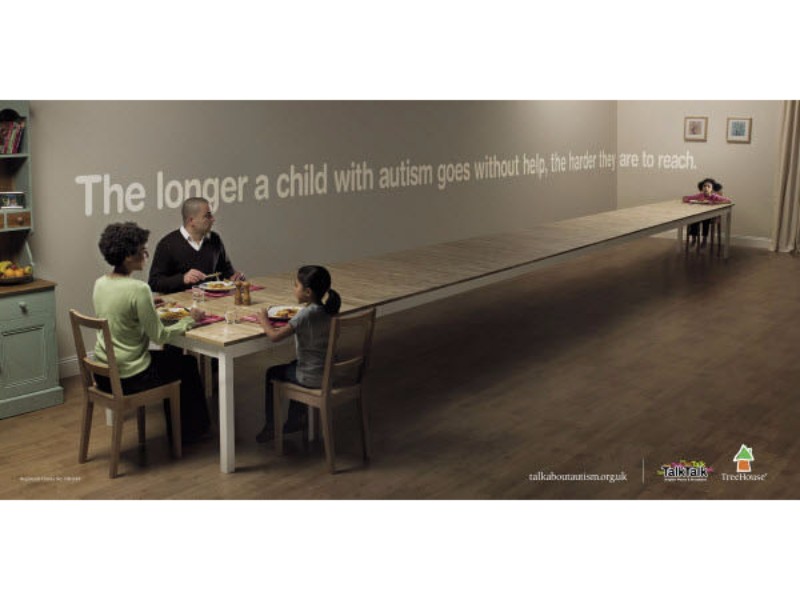 The longer a child with autism goes without help, the harder they are to reach.
talkaboutautism.org.uk
TalkTalk
TreeHouse